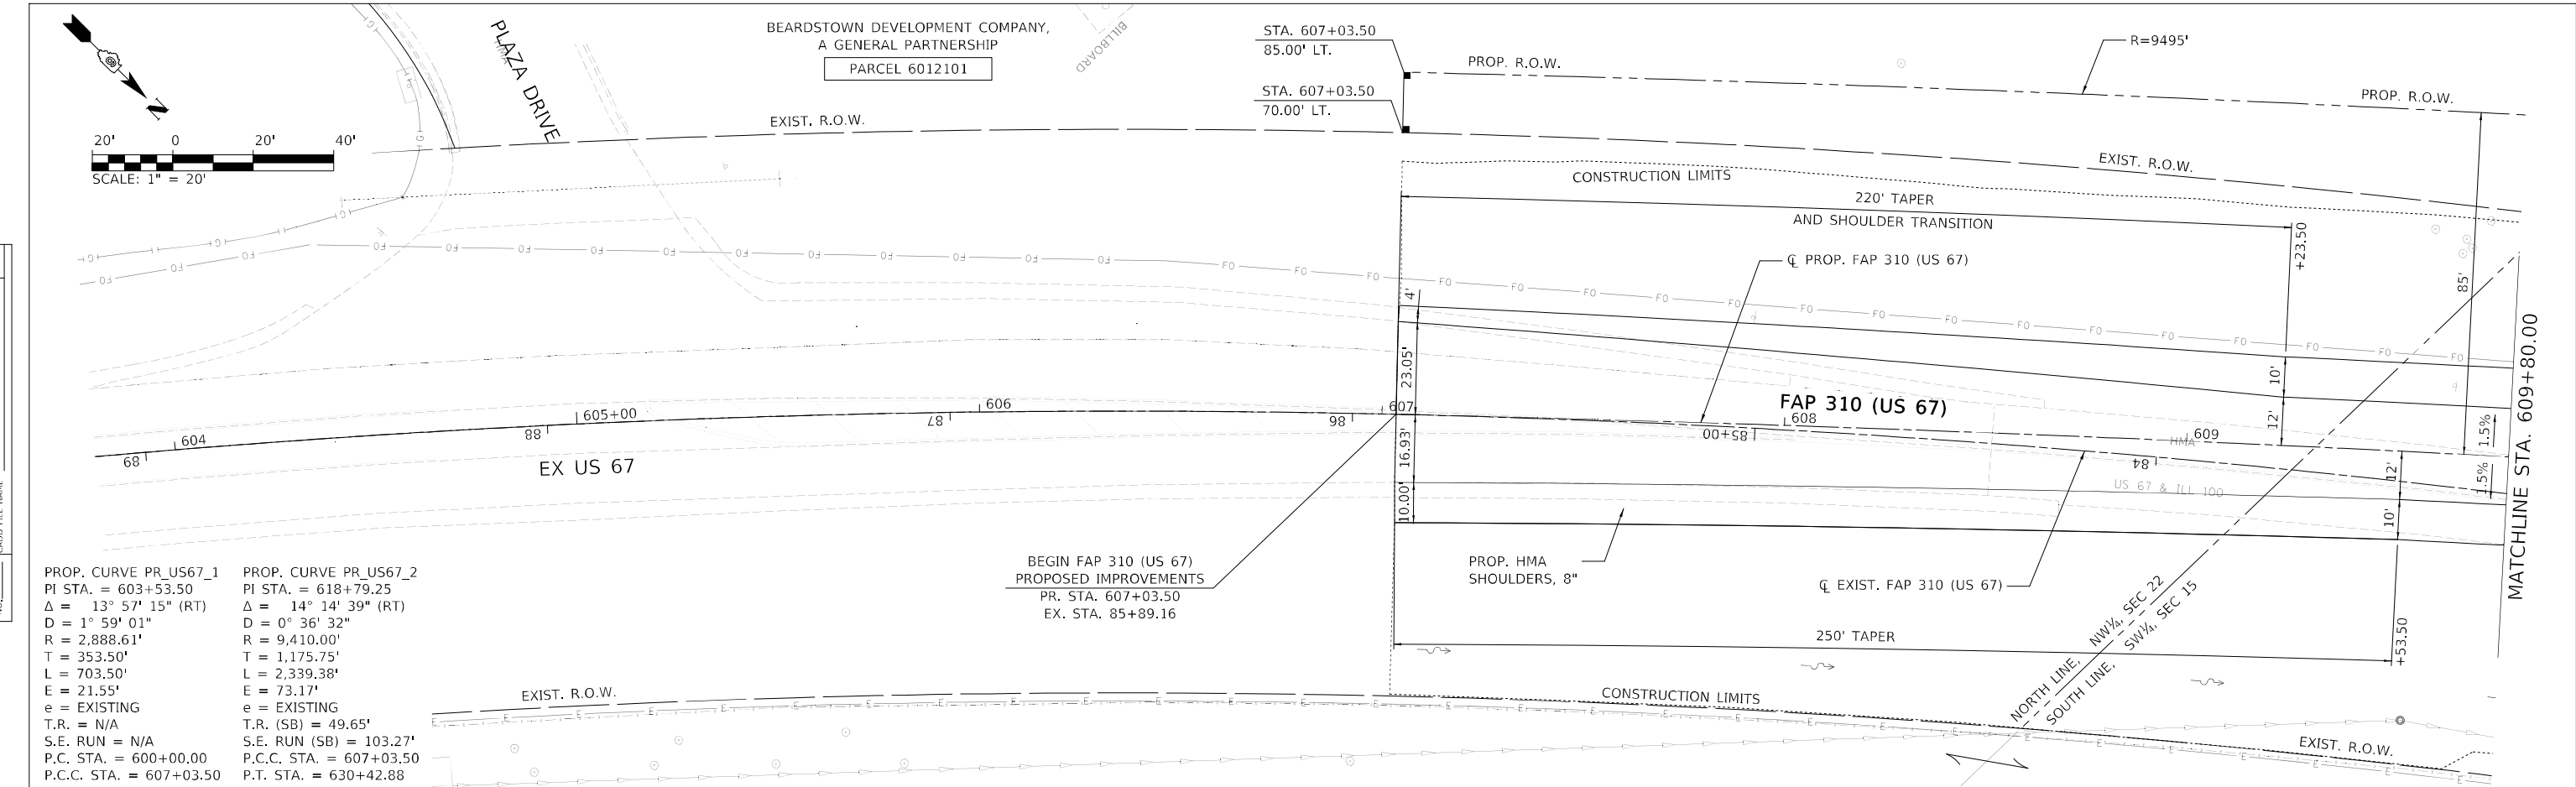 PLAZA DRIVE
HMA
BEARDSTOWN DEVELOPMENT COMPANY,
A GENERAL PARTNERSHIP
PARCEL 6012101
BILLBOARD
STA. 607+03.50
85.00' LT.
STA. 607+03.50
70.00' LT.
PROP. R.O.W.
R=9495'
PROP. R.O.W.
N
20' 0 20' 40'
SCALE: 1" = 20'
EXIST. R.O.W.
EXIST. R.O.W.
CONSTRUCTION LIMITS
220' TAPER
AND SHOULDER TRANSITION
+23.50
85'
℄ PROP. FAP 310 (US 67)
4'
23.05'
16.93'
10.00'
604
605+00
606
607
608
609
89
88
87
86
85+00
84
EX US 67
FAP 310 (US 67)
HMA
US 67 & ILL 100
10'
12'
12'
10'
1.5%
1.5%
MATCHLINE STA. 609+80.00
BEGIN FAP 310 (US 67)
PROPOSED IMPROVEMENTS
PR. STA. 607+03.50
EX. STA. 85+89.16
PROP. HMA
SHOULDERS, 8"
℄ EXIST. FAP 310 (US 67)
250' TAPER
+53.50
NORTH LINE, NW¼, SEC 22
SOUTH LINE, SW¼, SEC 15
PROP. CURVE PR_US67_1
PI STA. = 603+53.50
Δ = 13° 57' 15" (RT)
D = 1° 59' 01"
R = 2,888.61'
T = 353.50'
L = 703.50'
E = 21.55'
e = EXISTING
T.R. = N/A
S.E. RUN = N/A
P.C. STA. = 600+00.00
P.C.C. STA. = 607+03.50
PROP. CURVE PR_US67_2
PI STA. = 618+79.25
Δ = 14° 14' 39" (RT)
D = 0° 36' 32"
R = 9,410.00'
T = 1,175.75'
L = 2,339.38'
E = 73.17'
e = EXISTING
T.R. (SB) = 49.65'
S.E. RUN (SB) = 103.27'
P.C.C. STA. = 607+03.50
P.T. STA. = 630+42.88
EXIST. R.O.W.
CONSTRUCTION LIMITS
EXIST. R.O.W.